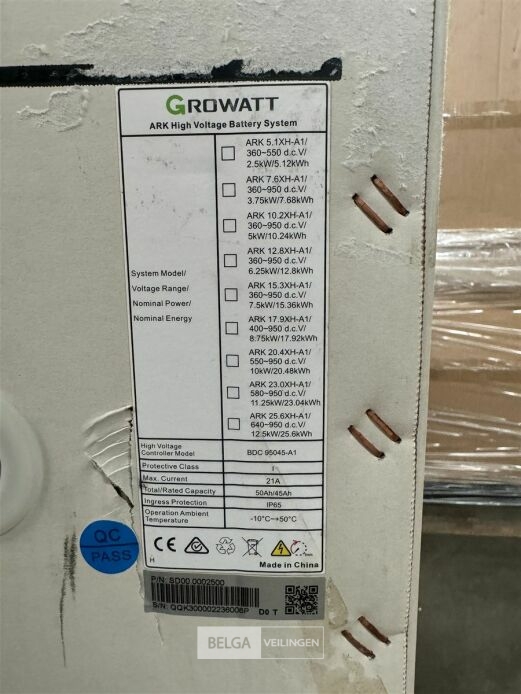 GROWATT
ARK High Voltage Battery System
System Model/
Voltage Range/
Nominal Power/
Nominal Energy
ARK 5.1XH-A1/
360~550 d.c.V/
2.5kW/5.12kWh
ARK 7.6XH-A1/
360~950 d.c.V/
3.75kW/7.68kWh
ARK 10.2XH-A1/
360~950 d.c.V/
5kW/10.24kWh
ARK 12.8XH-A1/
360~950 d.c.V/
6.25kW/12.8kWh
ARK 15.3XH-A1/
360~950 d.c.V/
7.5kW/15.36kWh
ARK 17.9XH-A1/
400~950 d.c.V/
8.75kW/17.92kWh
ARK 20.4XH-A1/
550~950 d.c.V/
10kW/20.48kWh
ARK 23.0XH-A1/
580~950 d.c.V/
11.25kW/23.04kWh
ARK 25.6XH-A1/
640~950 d.c.V/
12.5kW/25.6kWh
High Voltage
Controller Model
BDC 95045-A1
Protective Class
I
Max. Current
21A
Total/Rated Capacity
50Ah/45Ah
Ingress Protection
IP65
Operation Ambient
Temperature
-10°C~+50°C
CE
H
Made in China
QC
PASS
P/N: SD00.0002500
S/N: QQK300002236006P D0 T
BELGA VEILINGEN